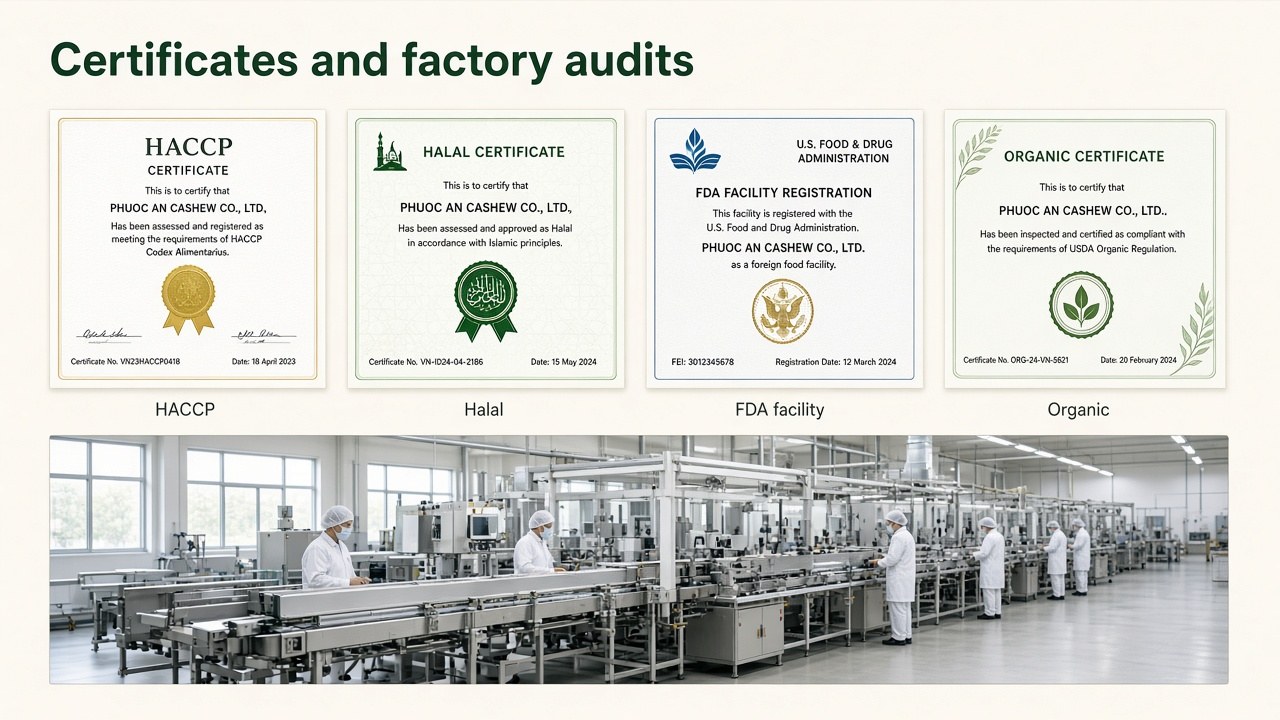 Certificates and factory audits
HACCP
CERTIFICATE
This is to certify that
PHUOC AN CASHEW CO., LTD,
Has been assessed and registered as
meeting the requirements of HACCP
Codex Alimentarius.
Certificate No. VN23HACCP0418
Date: 18 April 2023
HALAL CERTIFICATE
This is to certify that
PHUOC AN CASHEW CO., LTD,
Has been assessed and approved as Halal
in accordance with Islamic principles.
Certificate No. VN-ID24-04-2186
Date: 15 May 2024
U.S. FOOD & DRUG
ADMINISTRATION
FDA FACILITY REGISTRATION
This facility is registered with the
U.S. Food and Drug Administration.
PHUOC AN CASHEW CO., LTD.
as a foreign food facility.
FEI: 3012345678
Registration Date: 12 March 2024
ORGANIC CERTIFICATE
This is to certify that
PHUOC AN CASHEW CO., LTD..
Has been inspected and certified as compliant with
the requirements of USDA Organic Regulation.
Certificate No. ORG-24-VN-5621
Date: 20 February 2024
HACCP
Halal
FDA facility
Organic